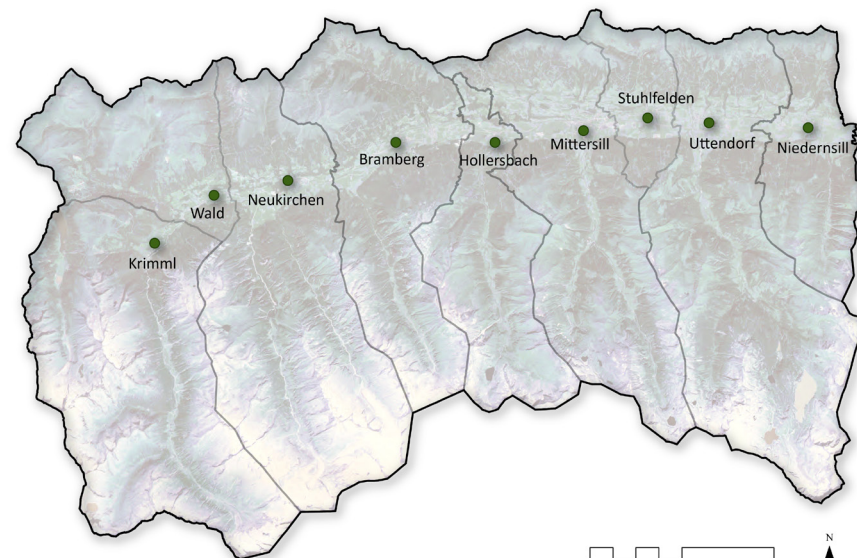 Stuhlfelden
Bramberg
Hollersbach
Mittersill
Uttendorf
Niedernsill
Neukirchen
Wald
Krimml
N